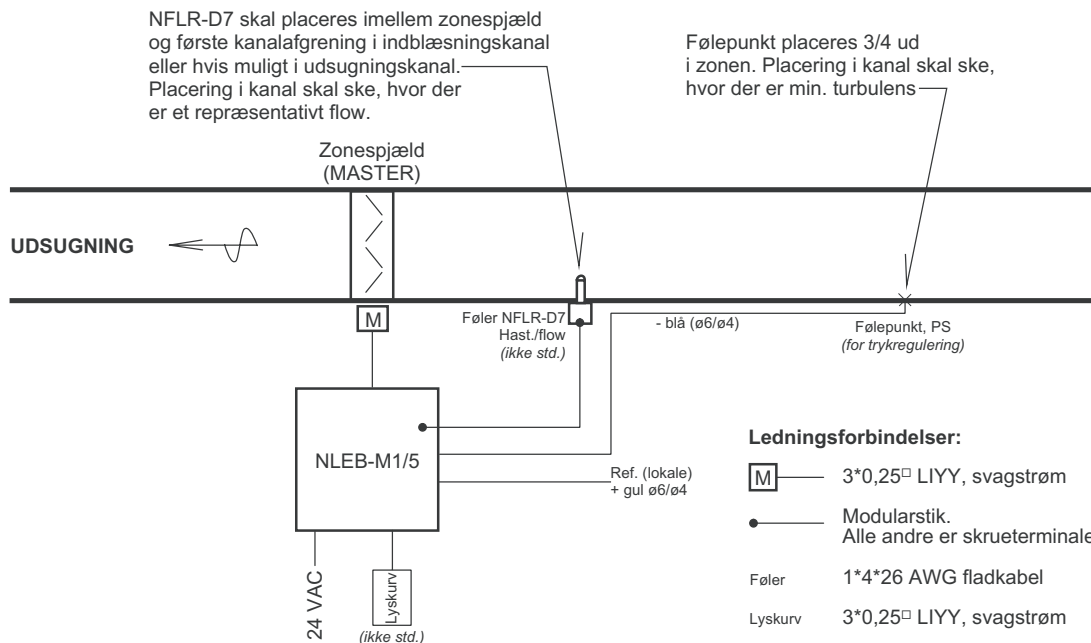 NFLR-D7 skal placeres imellem zonespjæld
og første kanalafgrening i indblæsningskanal
eller hvis muligt i udsugningskanal.
Placering i kanal skal ske, hvor der
er et repræsentativt flow.
Følepunkt placeres 3/4 ud
i zonen. Placering i kanal skal ske,
hvor der er min. turbulens
Zonespjæld
(MASTER)
UDSUGNING
M
Føler NFLR-D7
Hast./flow
(ikke std.)
- blå (ø6/ø4)
Følepunkt, PS
(for trykregulering)
NLEB-M1/5
Ref. (lokale)
+ gul ø6/ø4
24 VAC
Lyskurv
(ikke std.)
Ledningsforbindelser:
M 3*0,25□ LIYY, svagstrøm
Modularstik.
Alle andre er skrueterminale
Føler 1*4*26 AWG fladkabel
Lyskurv 3*0,25□ LIYY, svagstrøm